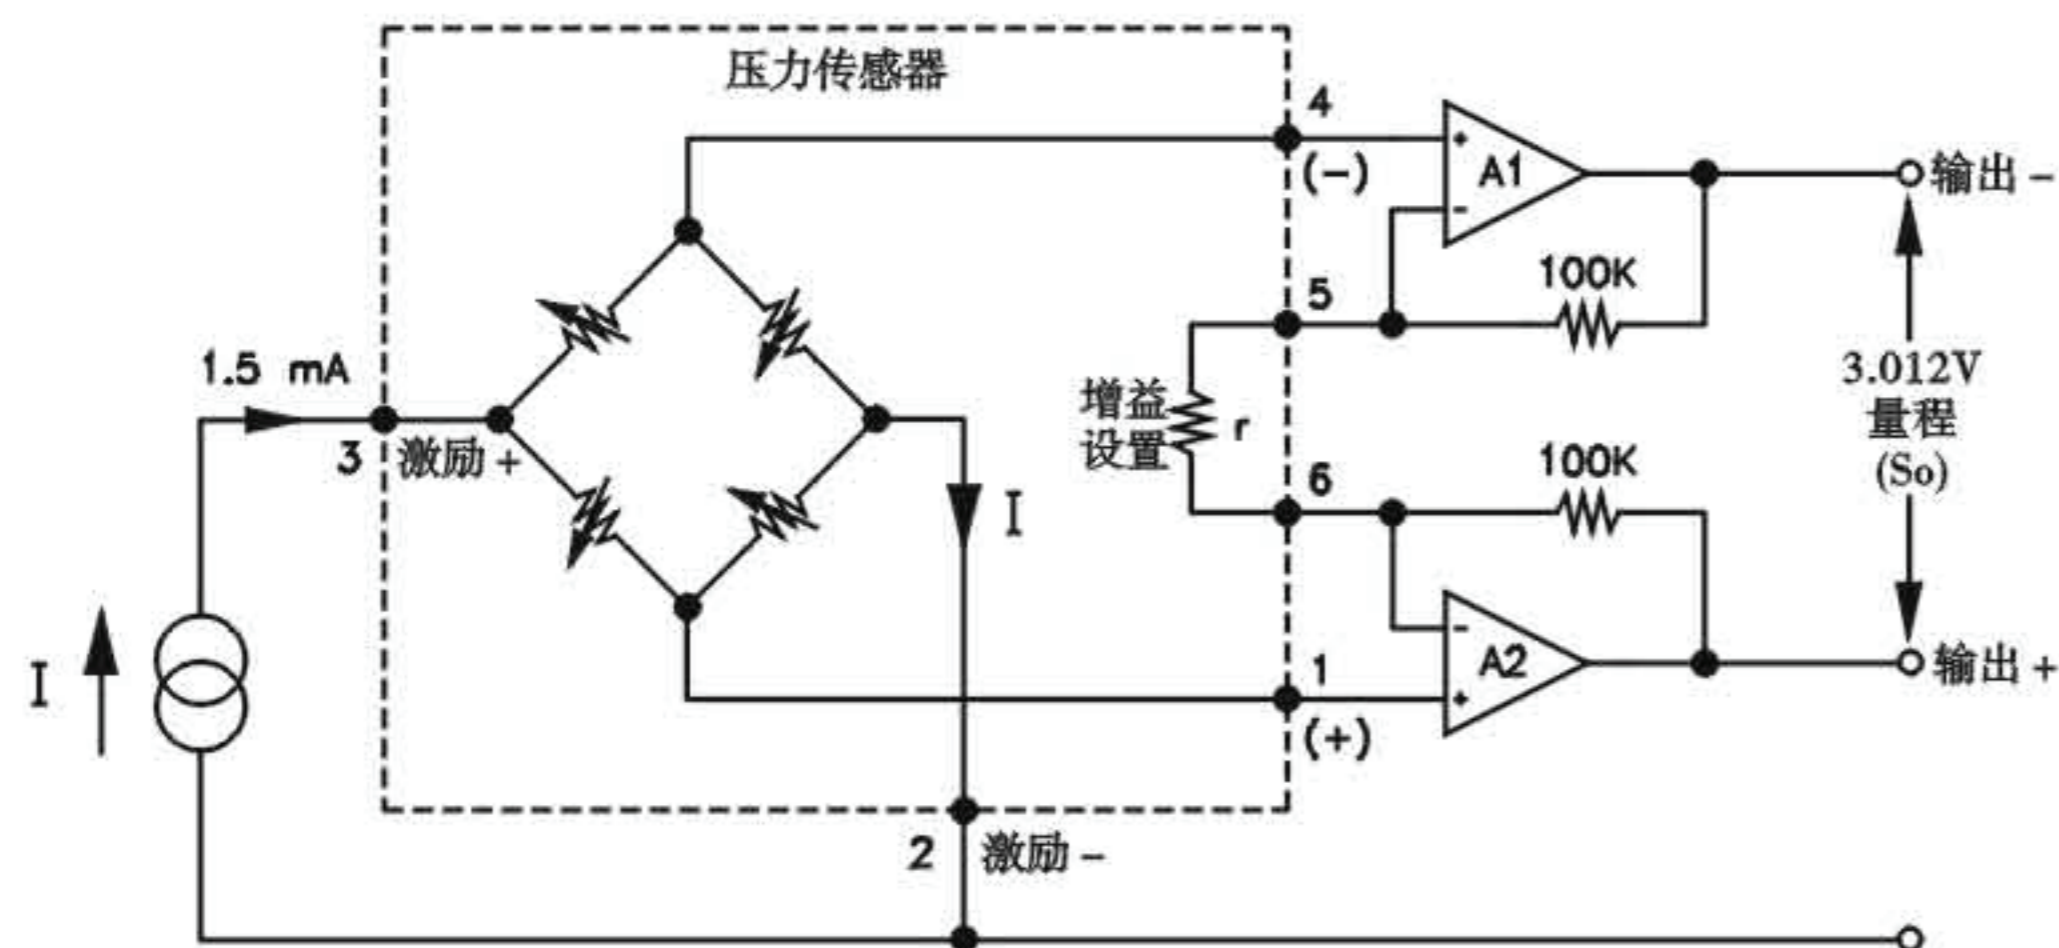 压力传感器
4
(-)
+
A1
-
输出 -
100K
5
1.5 mA
3
激励 +
增益
设置
r
I
3.012V
量程
(So)
100K
6
I
-
A2
+
1
(+)
输出 +
2
激励 -